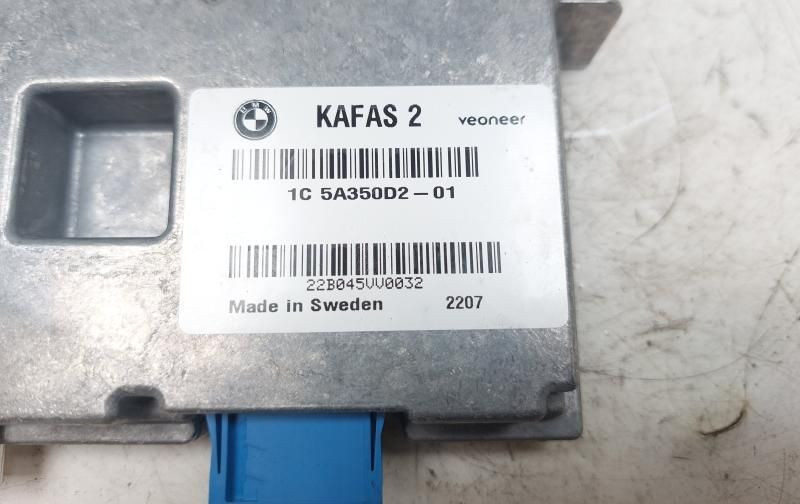 BMW
KAFAS 2 veoneer
1C 5A350D2-01
22B045VV0032
Made in Sweden 2207